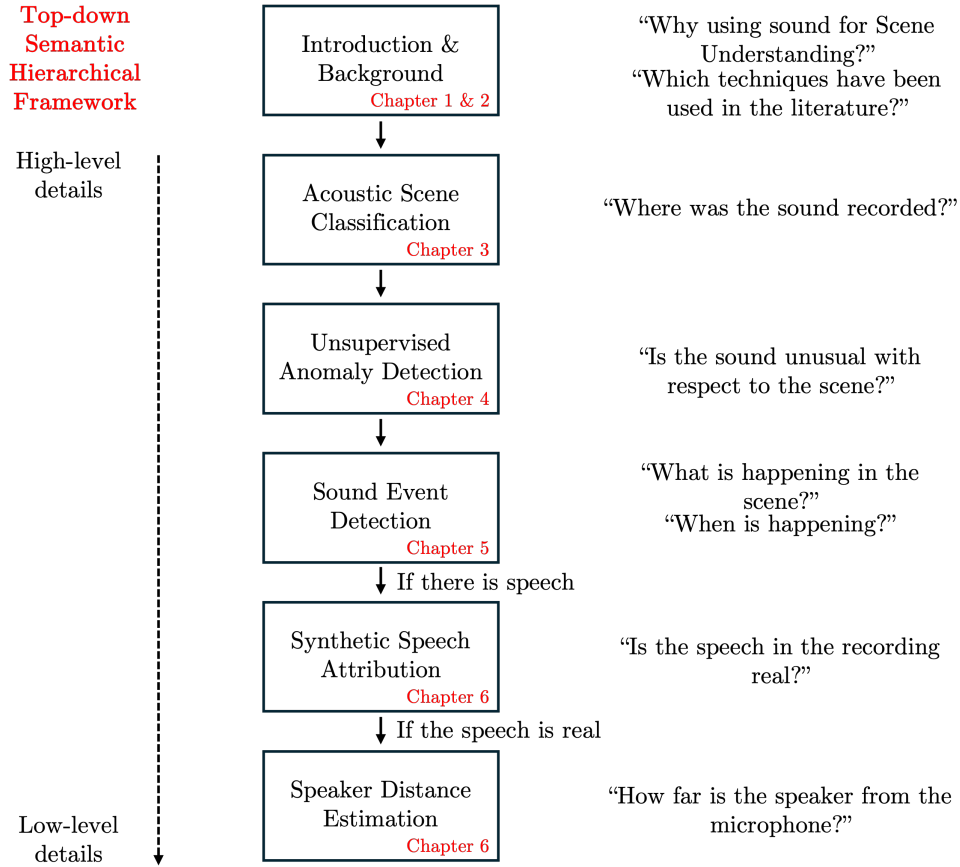 Top-down
Semantic
Hierarchical
Framework
Introduction &
Background
Chapter 1 & 2
“Why using sound for Scene
Understanding?”
“Which techniques have been
used in the literature?”
High-level
details
Acoustic Scene
Classification
Chapter 3
“Where was the sound recorded?”
Unsupervised
Anomaly Detection
Chapter 4
“Is the sound unusual with
respect to the scene?”
Sound Event
Detection
Chapter 5
“What is happening in the
scene?”
“When is happening?”
If there is speech
Synthetic Speech
Attribution
Chapter 6
“Is the speech in the recording
real?”
If the speech is real
Speaker Distance
Estimation
Chapter 6
“How far is the speaker from the
microphone?”
Low-level
details